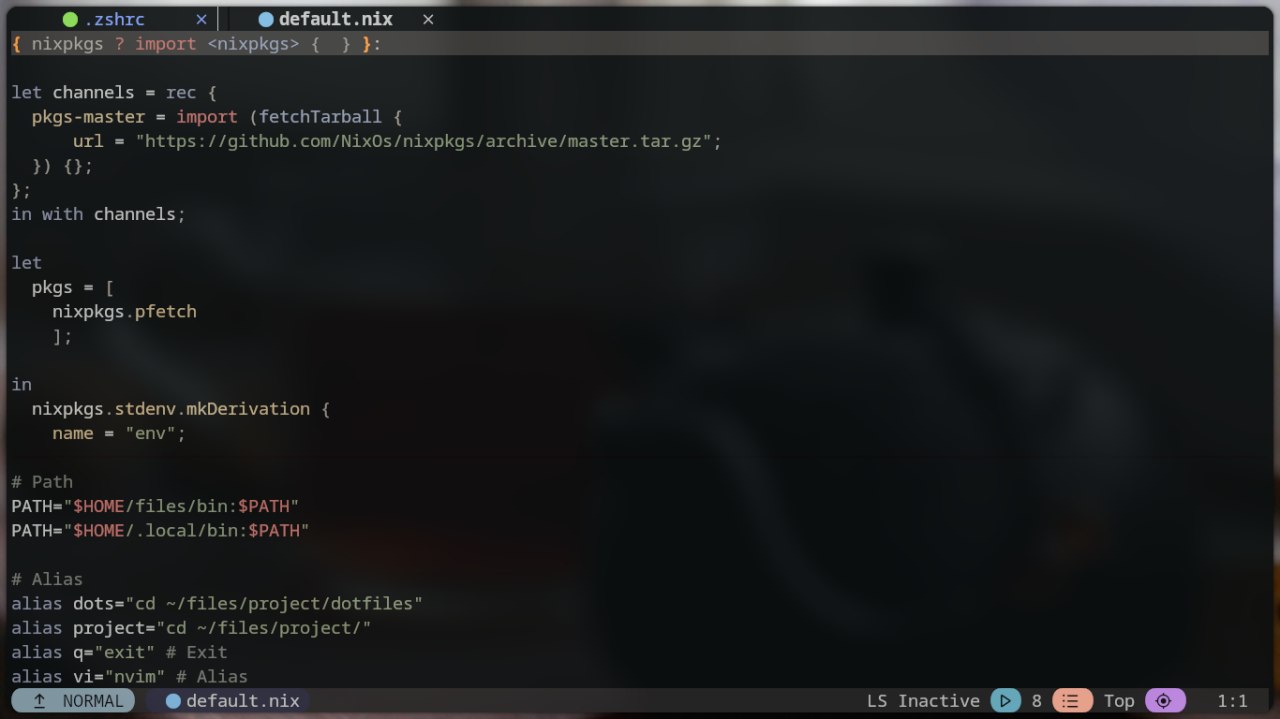 .zshrc × default.nix ×
{ nixpkgs ? import <nixpkgs> {  } }:
let channels = rec {
  pkgs-master = import (fetchTarball {
      url = "https://github.com/NixOs/nixpkgs/archive/master.tar.gz";
  }) {};
};
in with channels;
let
  pkgs = [
    nixpkgs.pfetch
    ];
in
  nixpkgs.stdenv.mkDerivation {
    name = "env";
# Path
PATH="$HOME/files/bin:$PATH"
PATH="$HOME/.local/bin:$PATH"
# Alias
alias dots="cd ~/files/project/dotfiles"
alias project="cd ~/files/project/"
alias q="exit" # Exit
alias vi="nvim" # Alias
NORMAL default.nix LS Inactive 8 Top 1:1